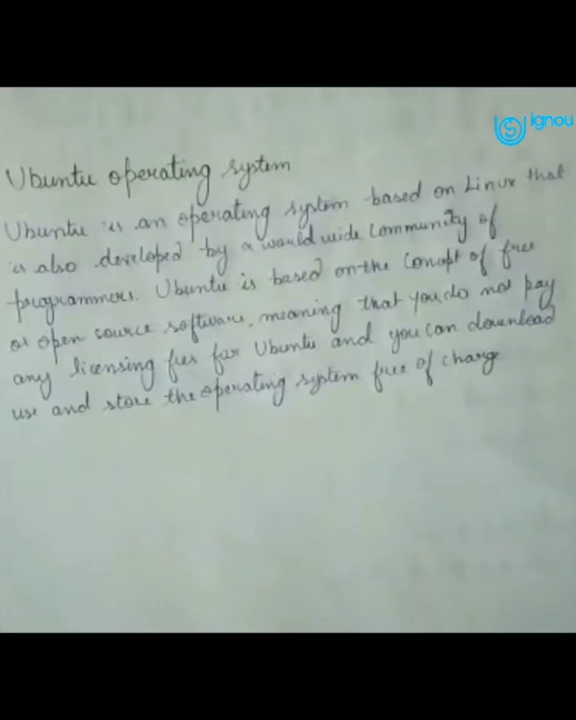 Ignou
Ubuntu operating system
Ubuntu is an operating system based on Linux that
is also developed by a world wide community of
programmers. Ubuntu is based on the concept of free
or open source software, meaning that you do not pay
any licensing fees for Ubuntu and you can download
use and store the operating system free of charge